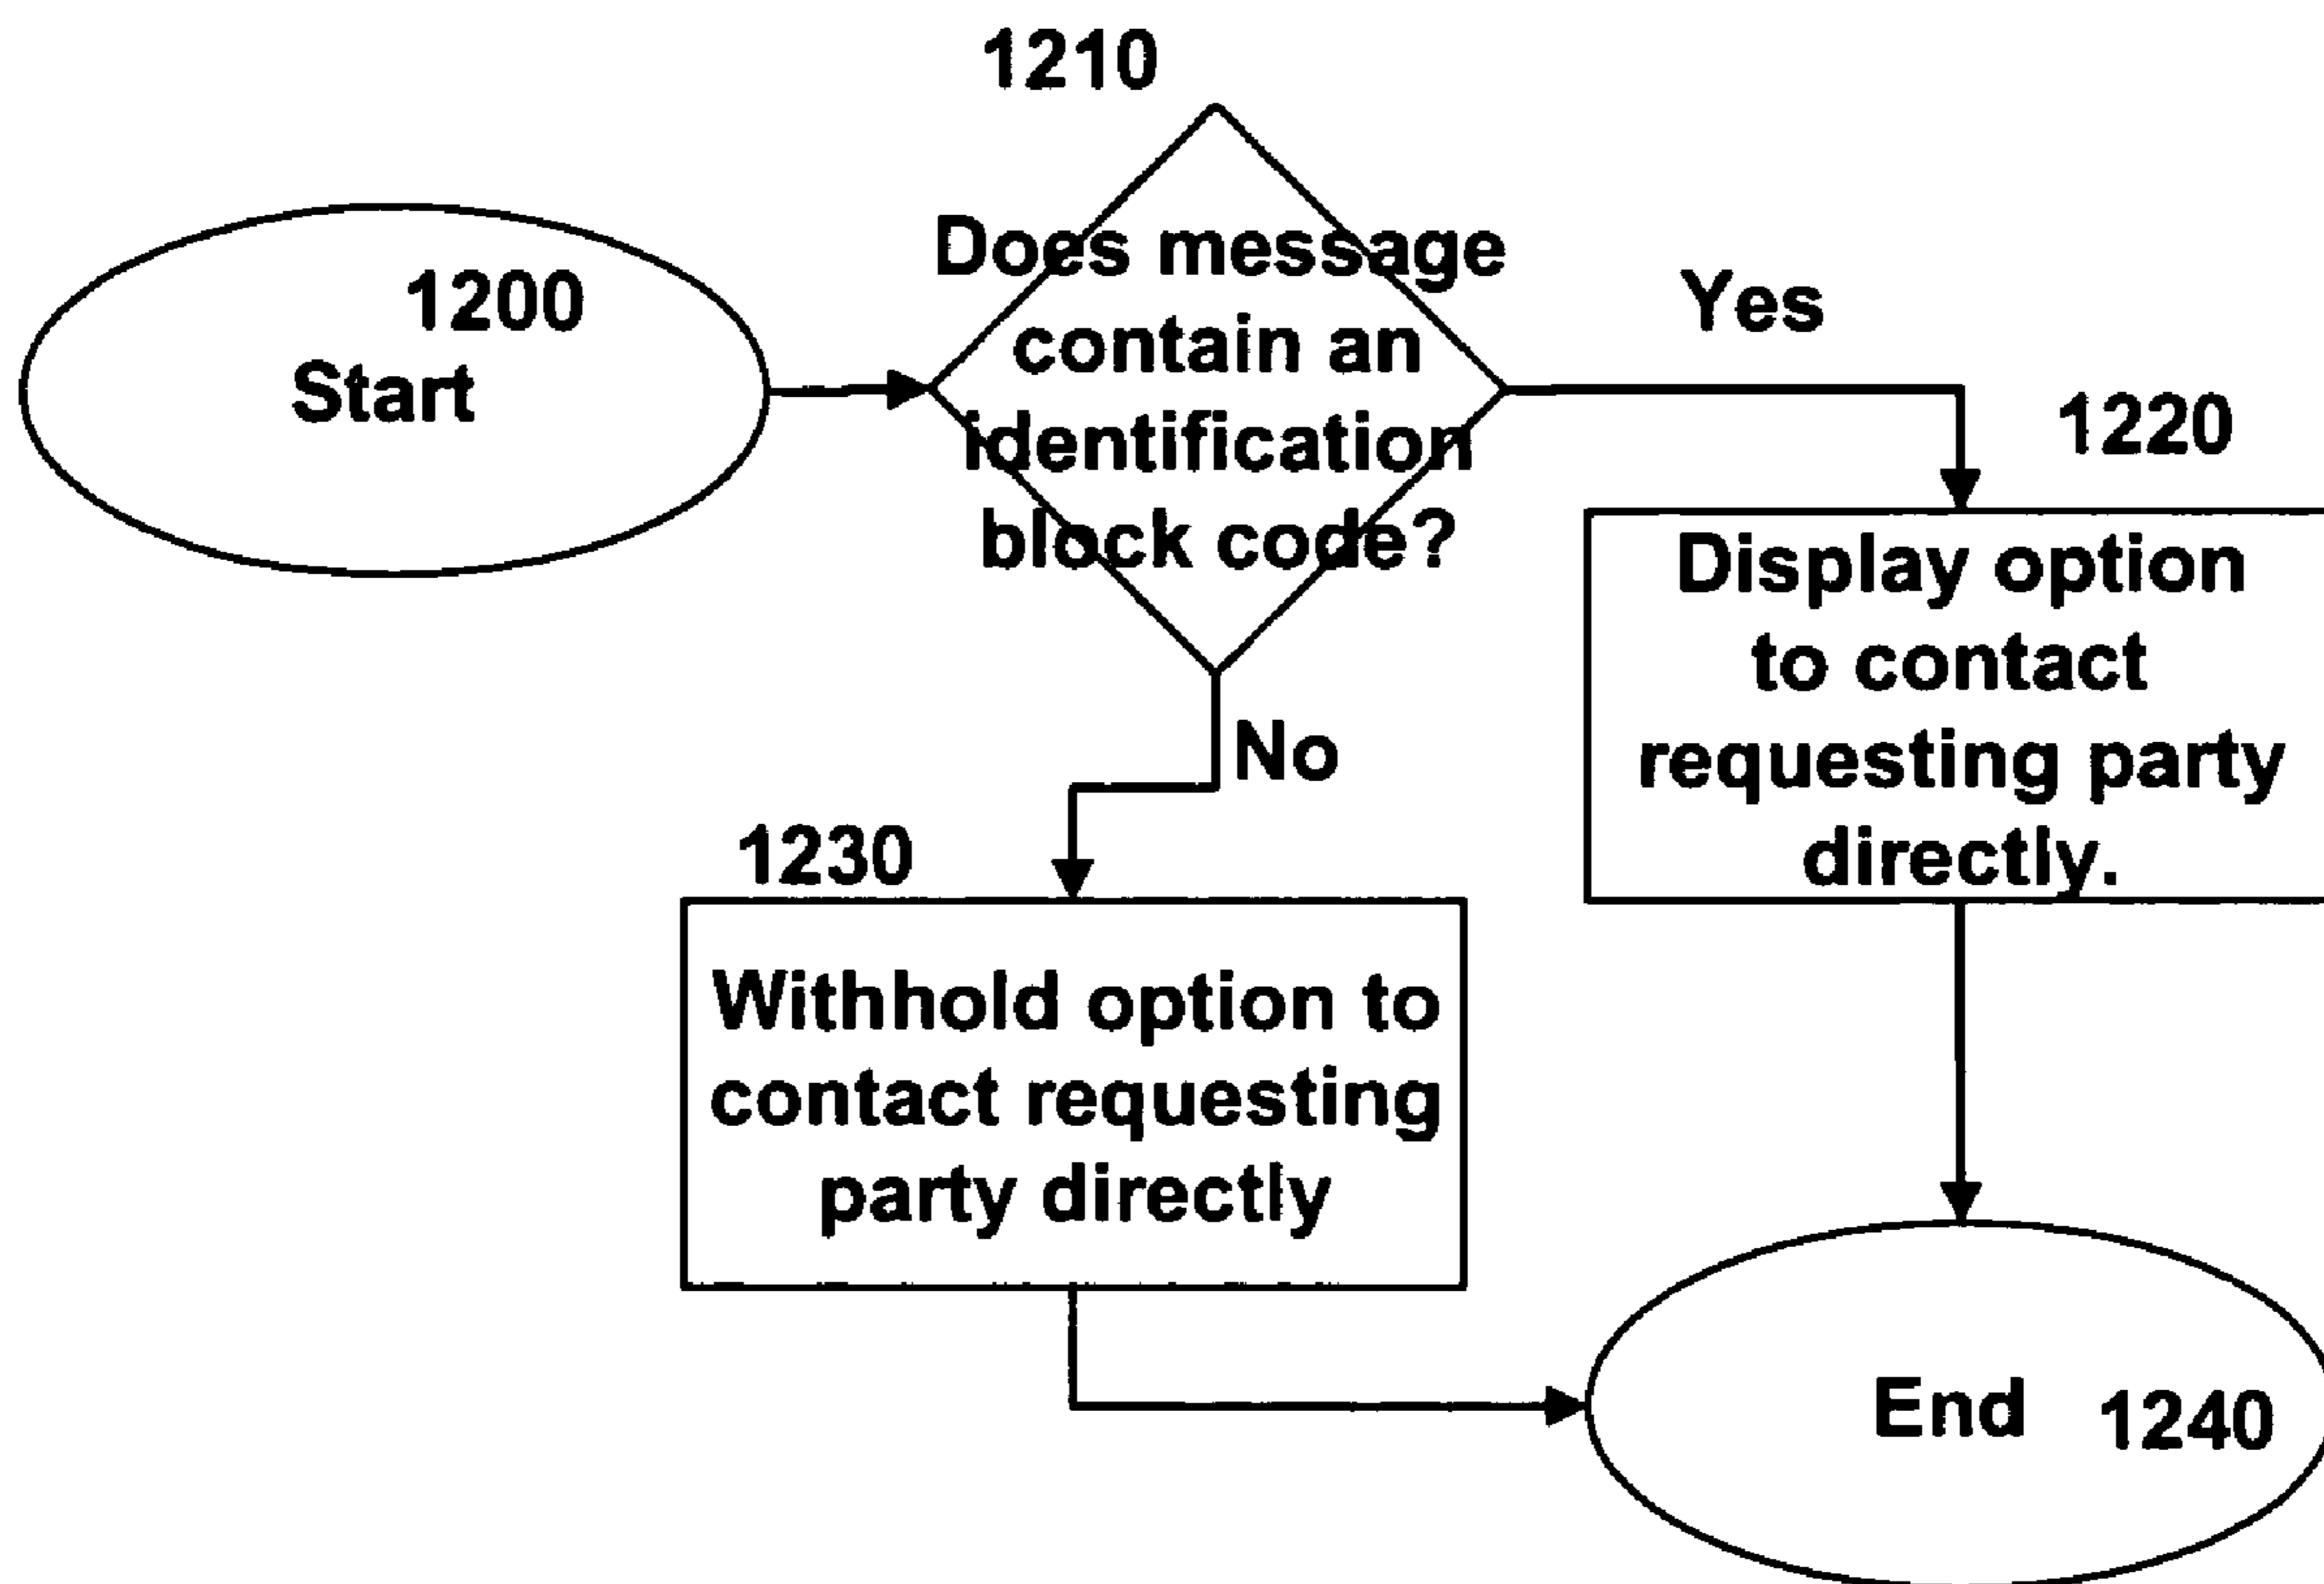 1200
Start
1210
Does message
contain an
identification
block code?
Yes
1220
Display option
to contact
requesting party
directly.
No
1230
Withhold option to
contact requesting
party directly
End 1240